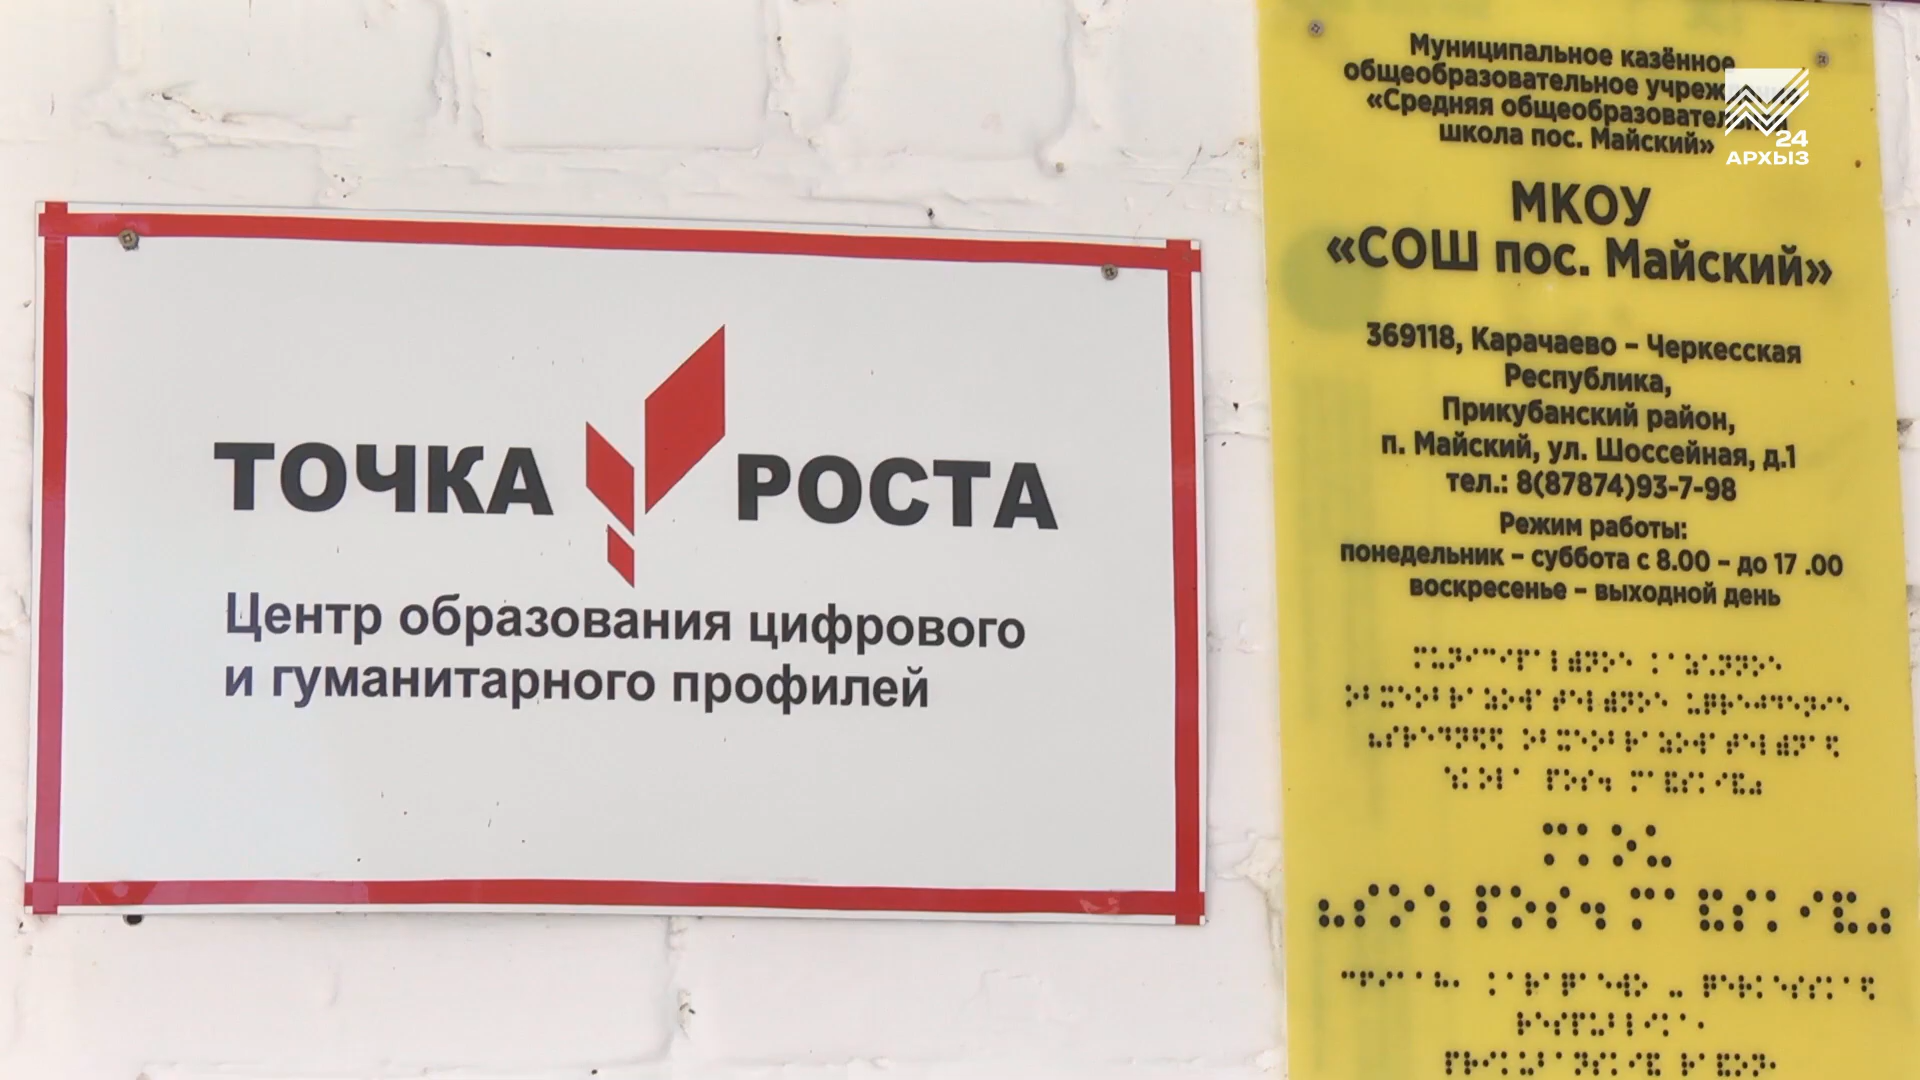 ТОЧКА РОСТА
Центр образования цифрового
и гуманитарного профилей
Муниципальное казённое
общеобразовательное
«Средняя
школа пос. Майский»
МКОУ
«СОШ пос. Майский»
369118, Карачаево – Черкесская
Республика,
Прикубанский район,
п. Майский, ул. Шоссейная, д.1
тел.: 8(87874)93-7-98
Режим работы:
понедельник – суббота с 8.00 – до 17 .00
воскресенье – выходной день
24
АРХЫЗ